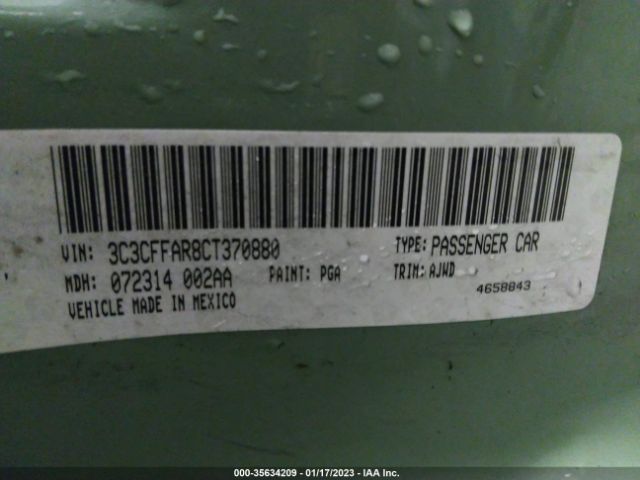 VIN: 3C3CFFAR8CT370880 TYPE: PASSENGER CAR
MDH: 072314 002AA PAINT: PGA TRIM: AJWD
VEHICLE MADE IN MEXICO 4658843
000-35634209 - 01/17/2023 - IAA Inc.